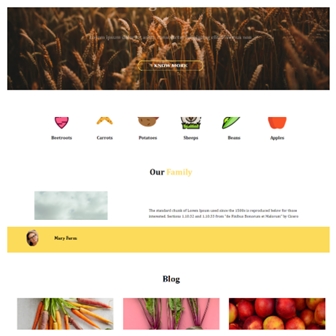 KNOW MORE
Beetroots
Carrots
Potatoes
Sheeps
Beans
Apples
Our Family
The standard chunk of Lorem Ipsum used since the 1500s is reproduced below for those
interested. Sections 1.10.32 and 1.10.33 from "de Finibus Bonorum et Malorum" by Cicero
Mary Farm
Blog